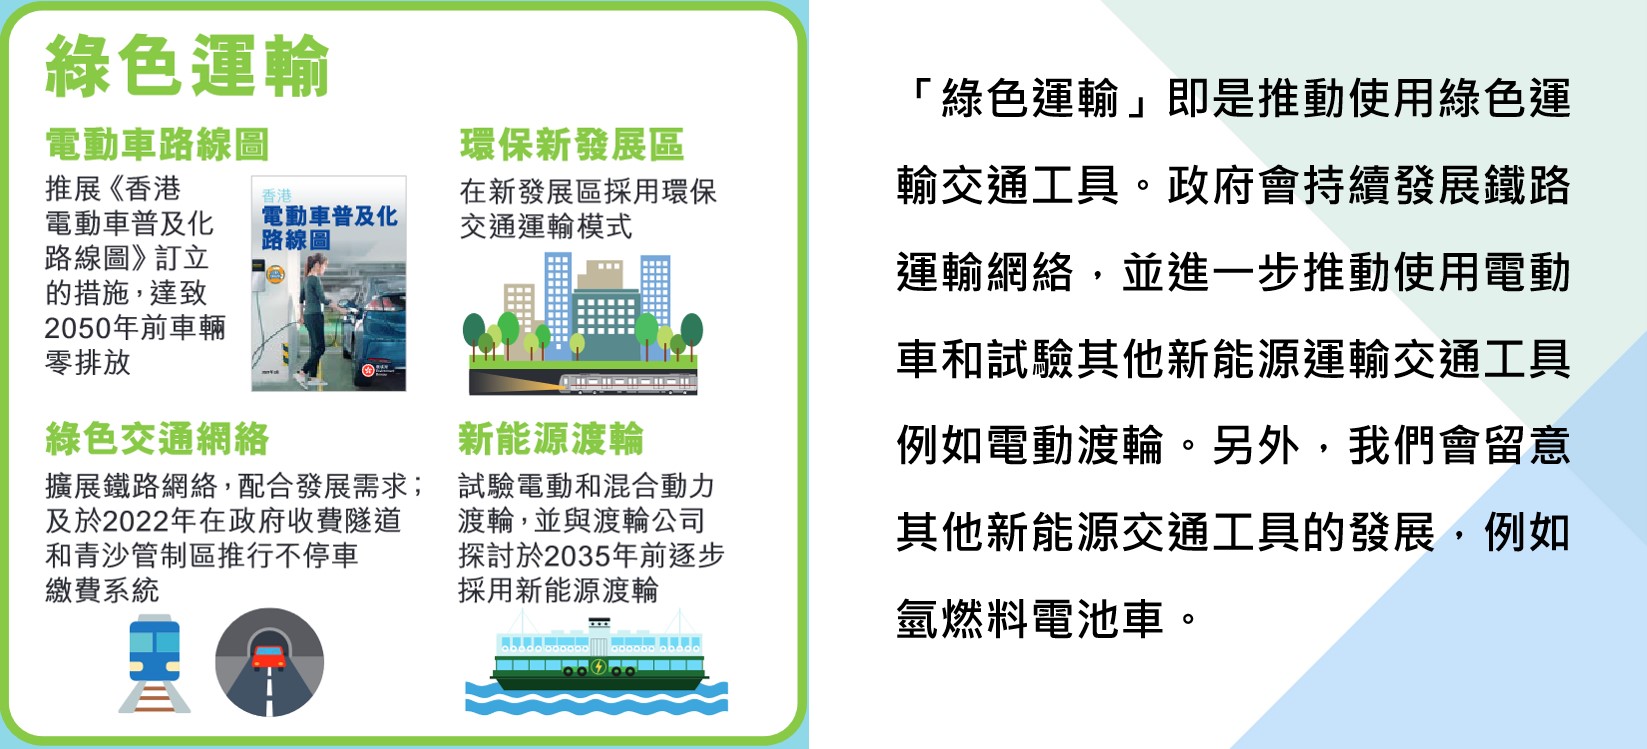 綠色運輸
電動車路線圖
推展《香港
電動車普及化
路線圖》訂立
的措施，達致
2050年前車輛
零排放
香港
電動車普及化
路線圖
環保新發展區
在新發展區採用環保
交通運輸模式
綠色交通網絡
擴展鐵路網絡，配合發展需求；
及於2022年在政府收費隧道
和青沙管制區推行不停車
繳費系統
新能源渡輪
試驗電動和混合動力
渡輪，並與渡輪公司
探討於2035年前逐步
採用新能源渡輪
「綠色運輸」即是推動使用綠色運
輸交通工具。政府會持續發展鐵路
運輸網絡，並進一步推動使用電動
車和試驗其他新能源運輸交通工具
例如電動渡輪。另外，我們會留意
其他新能源交通工具的發展，例如
氫燃料電池車。